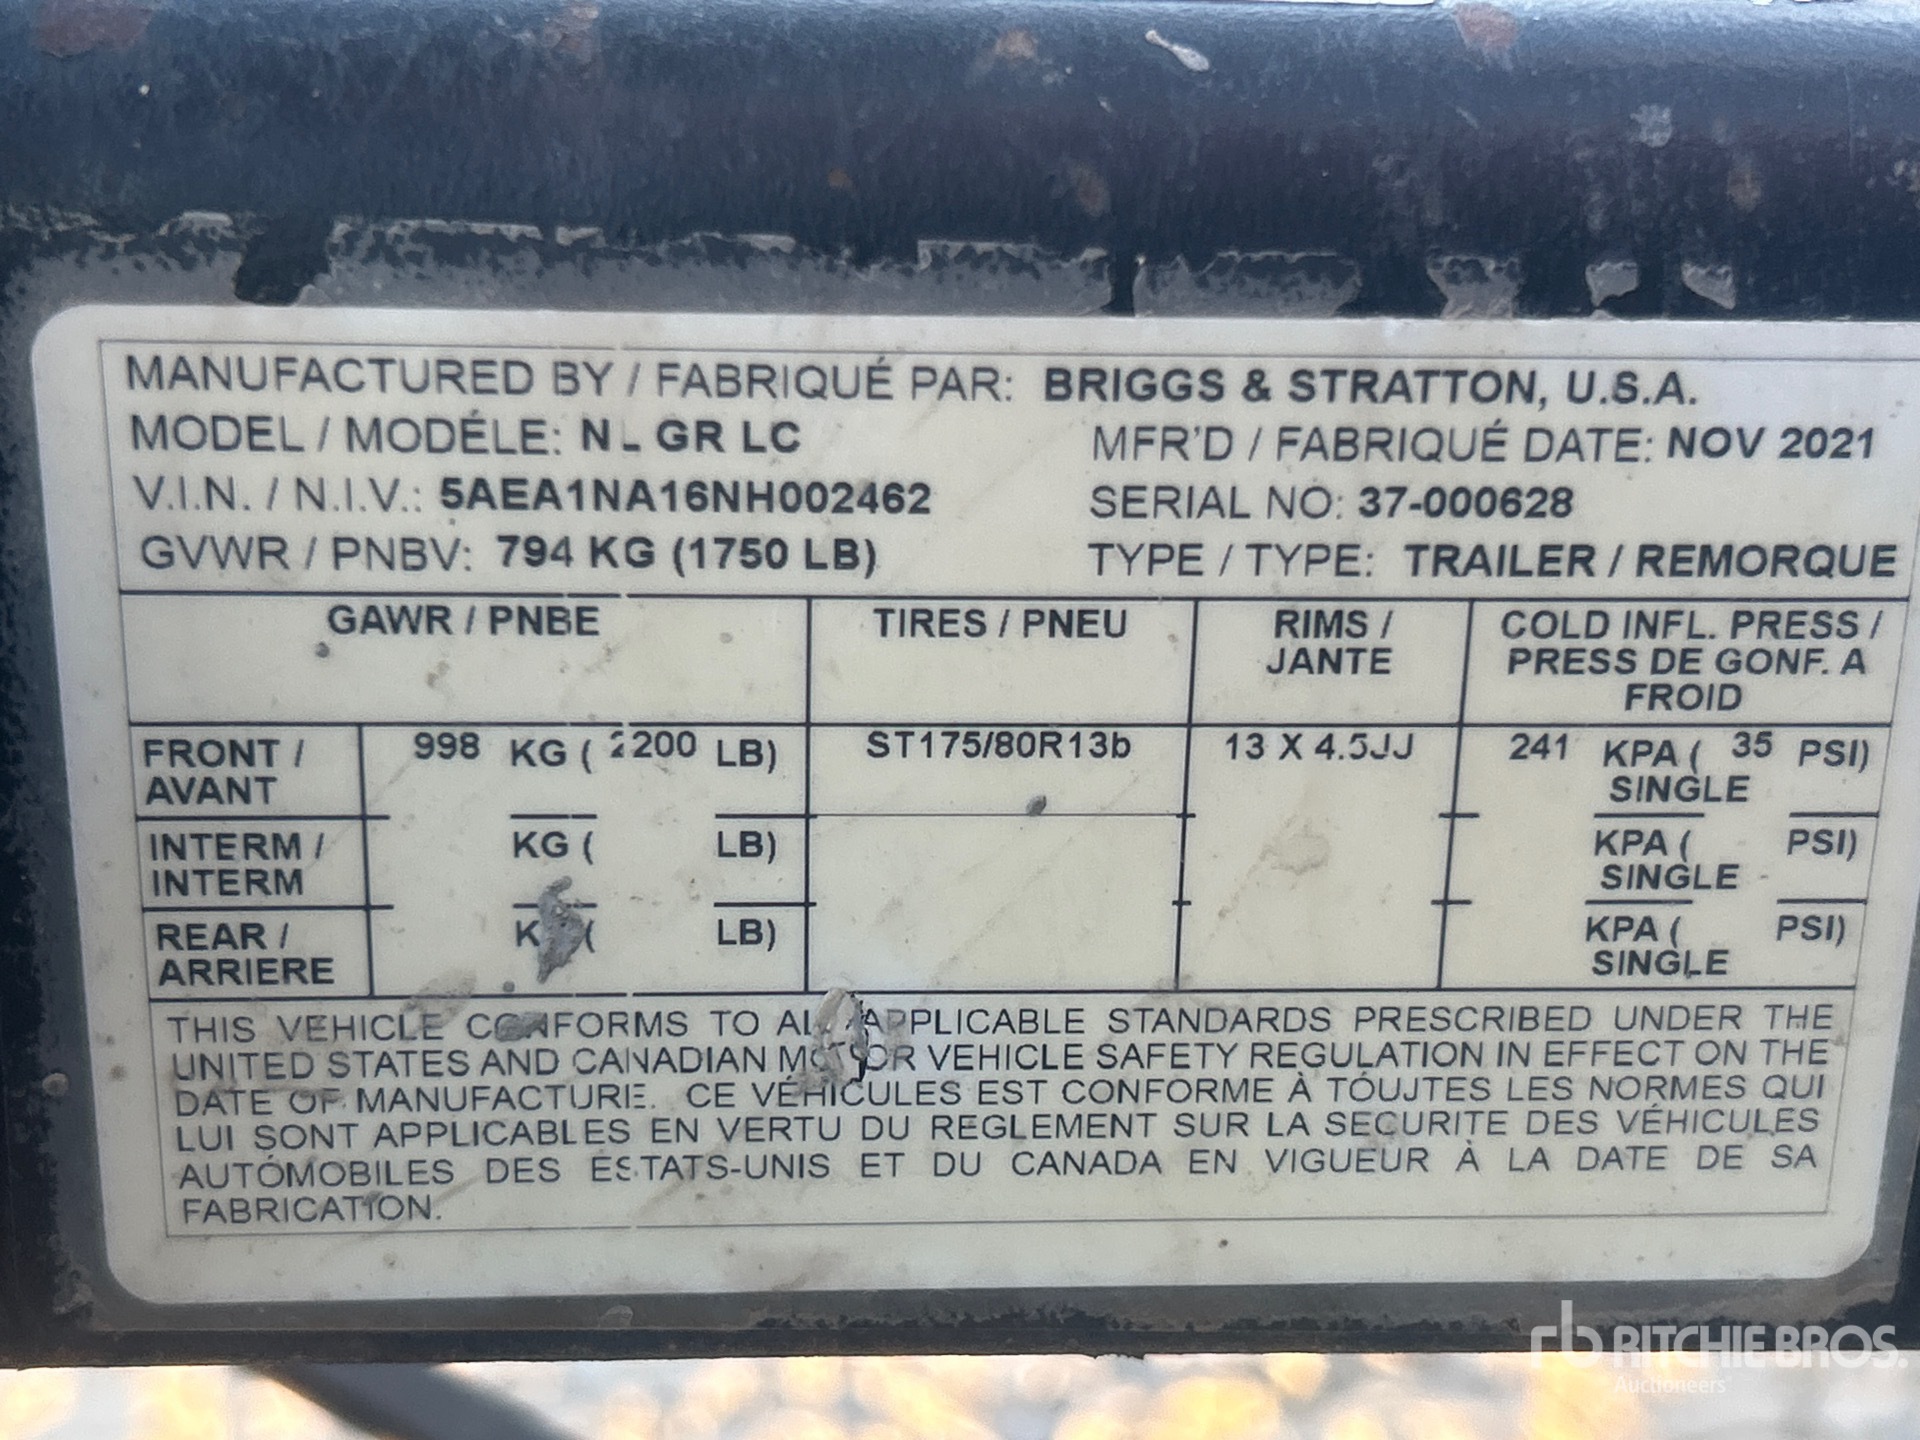 MANUFACTURED BY / FABRIQUÉ PAR: BRIGGS & STRATTON, U.S.A.
MODEL / MODÉLE: GR LC
MFR'D / FABRIQUÉ DATE: NOV 2021
V.I.N. / N.I.V.: 5AEA1NA16NH002462
SERIAL NO: 37-000628
GVWR / PNBV: 794 KG (1750 LB)
TYPE / TYPE: TRAILER / REMORQUE
GAWR / PNBE
TIRES / PNEU
RIMS /
JANTE
COLD INFL. PRESS /
PRESS DE GONF. A
FROID
FRONT /
AVANT
998 KG ( 2200 LB)
ST175/80R13b
13 X 4.5JJ
241 KPA ( 35 PSI)
SINGLE
INTERM /
INTERM
KG ( LB)
KPA ( PSI)
SINGLE
REAR /
ARRIERE
KG ( LB)
KPA ( PSI)
SINGLE
THIS VEHICLE CONFORMS TO ALL APPLICABLE STANDARDS PRESCRIBED UNDER THE
UNITED STATES AND CANADIAN MOTOR VEHICLE SAFETY REGULATION IN EFFECT ON THE
DATE OF MANUFACTURE. CE VÉHICULES EST CONFORME À TOUJTES LES NORMES QUI
LUI SONT APPLICABLES EN VERTU DU REGLEMENT SUR LA SECURITE DES VÉHICULES
AUTÓMOBILES DES ÉSTATS-UNIS ET DU CANADA EN VIGUEUR À LA DATE DE SA
FABRICATION.
rb RITCHIE BROS.
Auctioneers